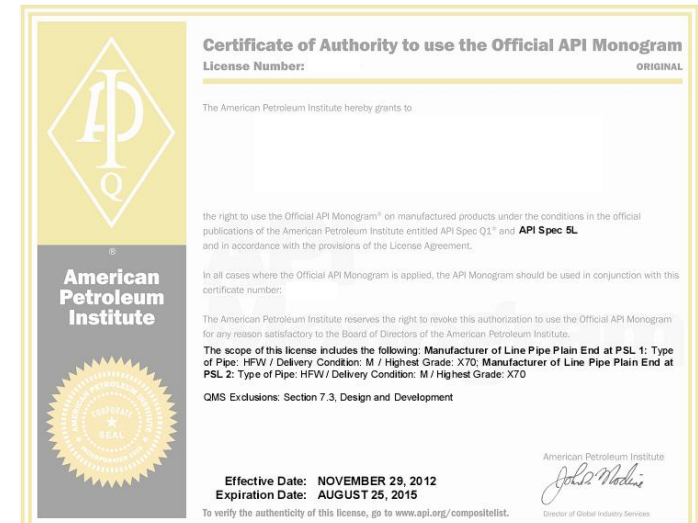 Certificate of Authority to use the Official API Monogram
License Number:
ORIGINAL
The American Petroleum Institute hereby grants to
the right to use the Official API Monogram® on manufactured products under the conditions in the official
publications of the American Petroleum Institute entitled API Spec Q1® and API Spec 5L
and in accordance with the provisions of the License Agreement.
In all cases where the Official API Monogram is applied, the API Monogram should be used in conjunction with this
certificate number:
The American Petroleum Institute reserves the right to revoke this authorization to use the Official API Monogram
for any reason satisfactory to the Board of Directors of the American Petroleum Institute.
The scope of this license includes the following: Manufacturer of Line Pipe Plain End at PSL 1: Type
of Pipe: HFW / Delivery Condition: M / Highest Grade: X70; Manufacturer of Line Pipe Plain End at
PSL 2: Type of Pipe: HFW / Delivery Condition: M / Highest Grade: X70
QMS Exclusions: Section 7.3, Design and Development
Effective Date: NOVEMBER 29, 2012
Expiration Date: AUGUST 25, 2015
To verify the authenticity of this license, go to www.api.org/compositelist.
American Petroleum Institute
Director of Global Industry Services
API
Q
®
American
Petroleum
Institute
AMERICAN PETROLEUM INSTITUTE
CORPORATE
SEAL